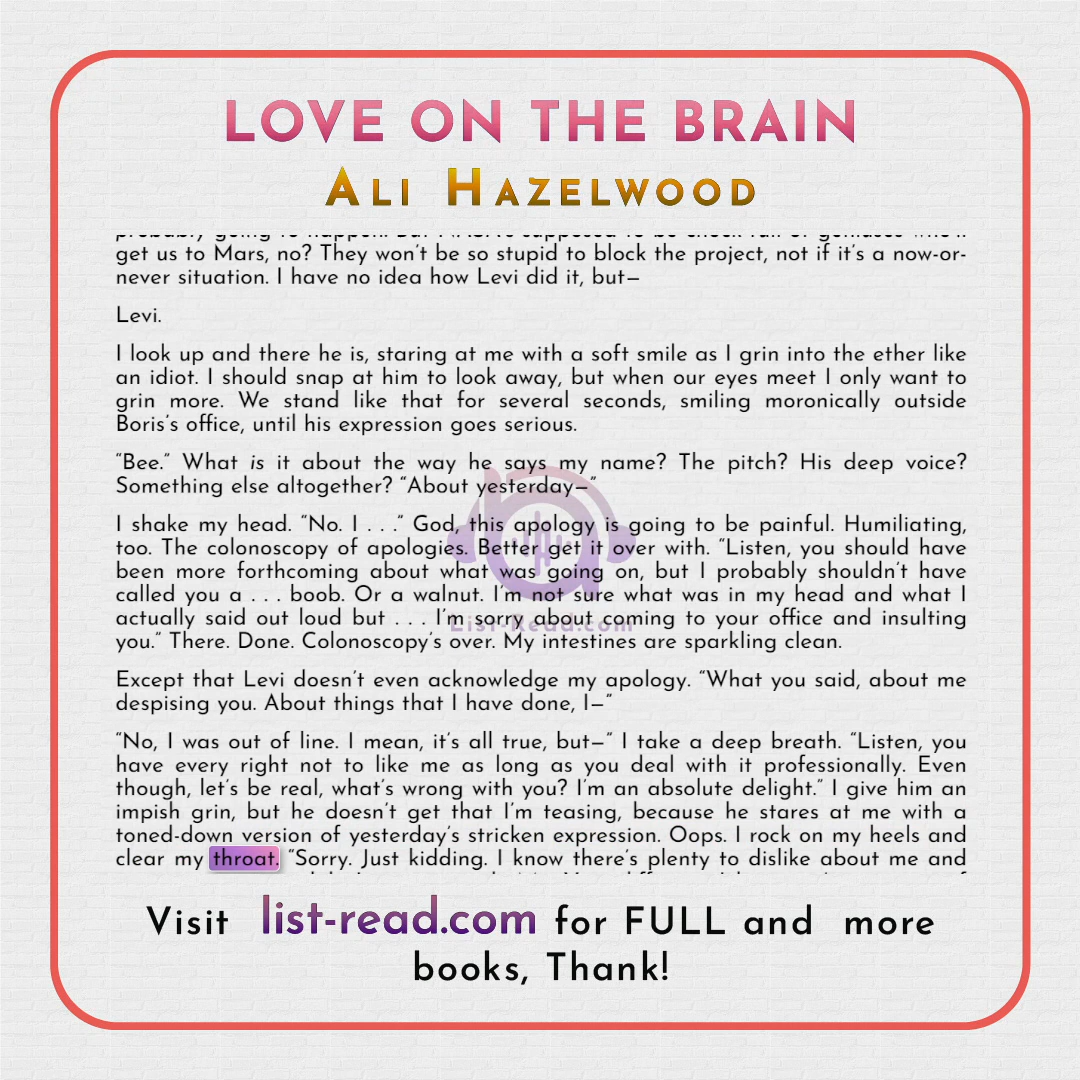 LOVE ON THE BRAIN
ALI HAZELWOOD
get us to Mars, no? They won't be so stupid to block the project, not if it's a now-or-
never situation. I have no idea how Levi did it, but—
Levi.
I look up and there he is, staring at me with a soft smile as I grin into the ether like
an idiot. I should snap at him to look away, but when our eyes meet I only want to
grin more. We stand like that for several seconds, smiling moronically outside
Boris's office, until his expression goes serious.
“Bee.” What is it about the way he says my name? The pitch? His deep voice?
Something else altogether? “About yesterday—”
I shake my head. “No. I . . .” God, this apology is going to be painful. Humiliating,
too. The colonoscopy of apologies. Better get it over with. “Listen, you should have
been more forthcoming about what was going on, but I probably shouldn't have
called you a . . . boob. Or a walnut. I'm not sure what was in my head and what I
actually said out loud but . . . I'm sorry about coming to your office and insulting
List-Read.com
you.” There. Done. Colonoscopy's over. My intestines are sparkling clean.
Except that Levi doesn't even acknowledge my apology. “What you said, about me
despising you. About things that I have done, I—”
“No, I was out of line. I mean, it's all true, but—” I take a deep breath. “Listen, you
have every right not to like me as long as you deal with it professionally. Even
though, let's be real, what's wrong with you? I'm an absolute delight.” I give him an
impish grin, but he doesn't get that I'm teasing, because he stares at me with a
toned-down version of yesterday's stricken expression. Oops. I rock on my heels and
clear my throat. “Sorry. Just kidding. I know there's plenty to dislike about me and
Visit list-read.com for FULL and more
books, Thank!